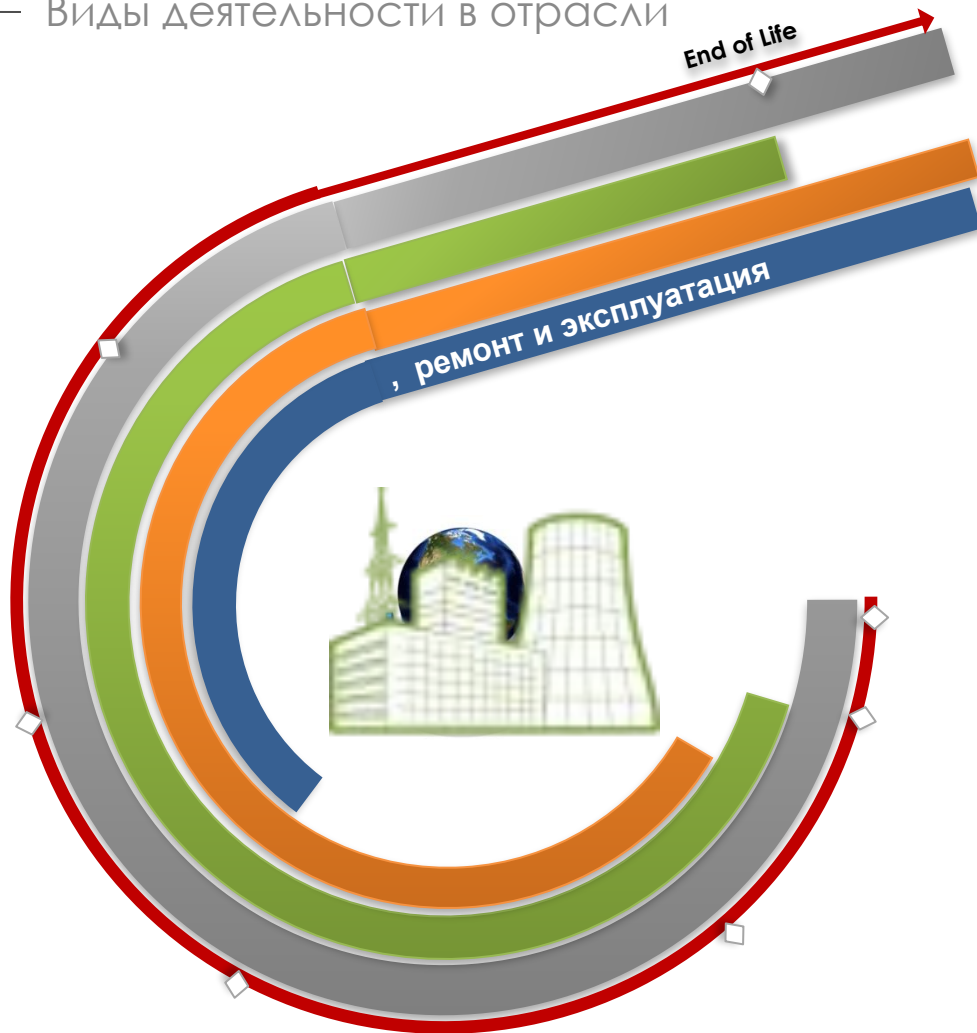 Виды деятельности в отрасли
End of Life
, ремонт и эксплуатация